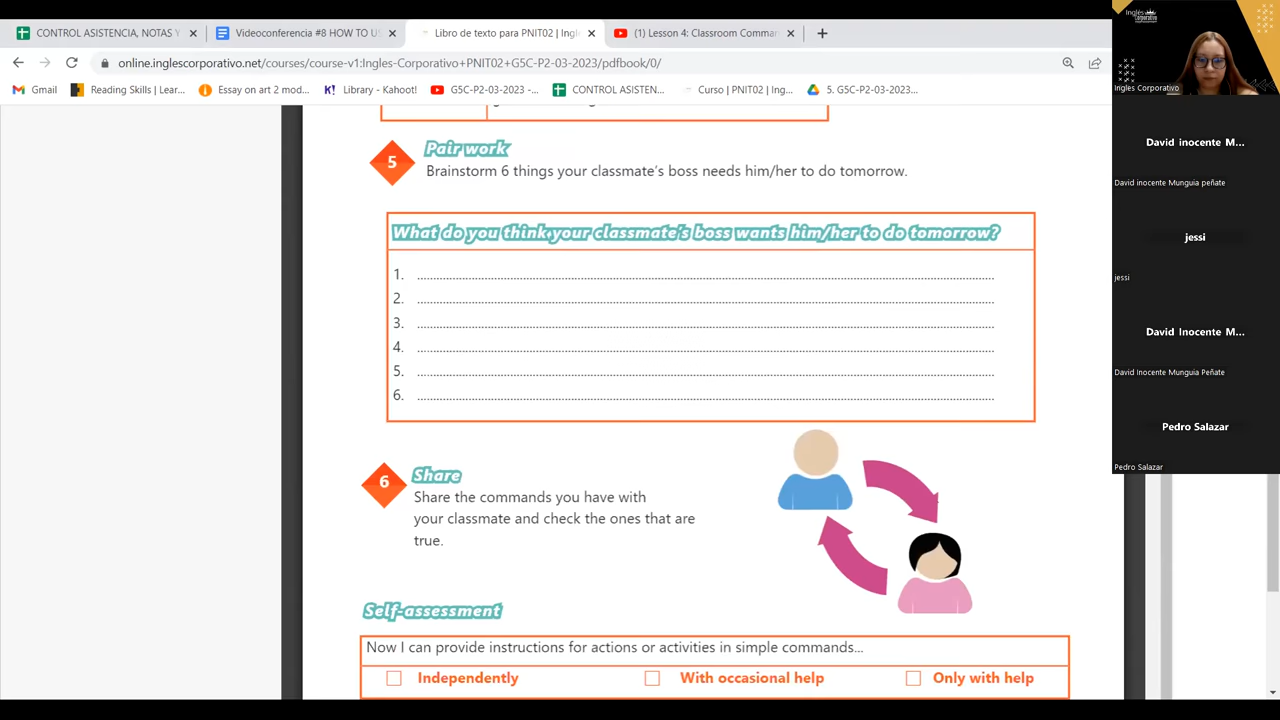 CONTROL ASISTENCIA, NOTAS Y
Videoconferencia #8 HOW TO U
Libro de texto para PNIT02 | Ingl
(1) Lesson 4: Classroom Comman
online.inglescorporativo.net/courses/course-v1:Ingles-Corporativo+PNIT02+G5C-P2-03-2023/pdfbook/0/
Gmail
Reading Skills | Lear...
Essay on art 2 mod...
Library - Kahoot!
G5C-P2-03-2023 -...
CONTROL ASISTEN...
Curso | PNIT02 | Ing...
5. G5C-P2-03-2023...
5
Pair work
Brainstorm 6 things your classmate's boss needs him/her to do tomorrow.
What do you think your classmate's boss wants him/her to do tomorrow?
1.
2.
3.
4.
5.
6.
6
Share
Share the commands you have with
your classmate and check the ones that are
true.
Self-assessment
Now I can provide instructions for actions or activities in simple commands...
Independently
With occasional help
Only with help
Inglés
Corporativo
Ingles Corporativo
David inocente M...
David inocente Munguia peñate
jessi
jessi
David Inocente M...
David Inocente Munguia Peñate
Pedro Salazar
Pedro Salazar